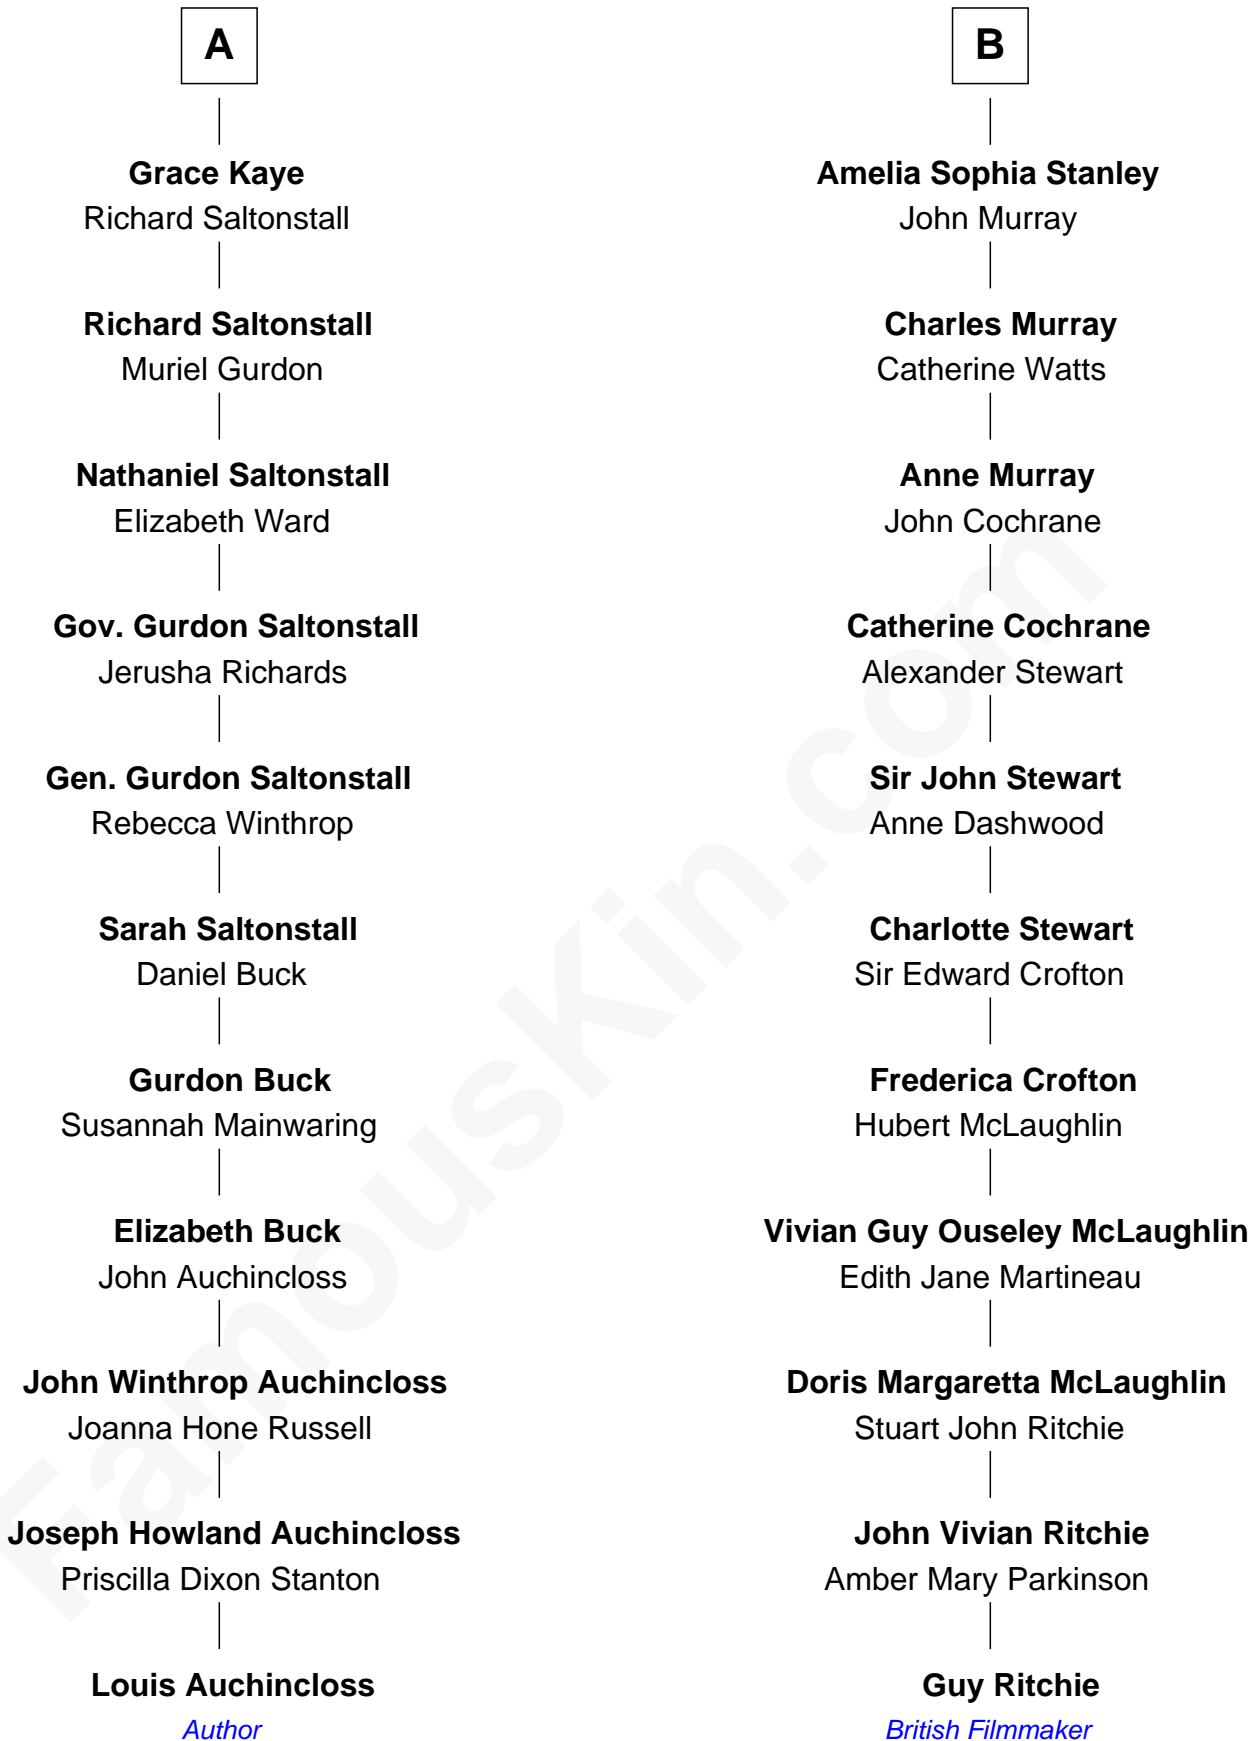 A
Grace Kaye
Richard Saltonstall
Richard Saltonstall
Muriel Gurdon
Nathaniel Saltonstall
Elizabeth Ward
Gov. Gurdon Saltonstall
Jerusha Richards
Gen. Gurdon Saltonstall
Rebecca Winthrop
Sarah Saltonstall
Daniel Buck
Gurdon Buck
Susannah Mainwaring
Elizabeth Buck
John Auchincloss
John Winthrop Auchincloss
Joanna Hone Russell
Joseph Howland Auchincloss
Priscilla Dixon Stanton
Louis Auchincloss
Author
B
Amelia Sophia Stanley
John Murray
Charles Murray
Catherine Watts
Anne Murray
John Cochrane
Catherine Cochrane
Alexander Stewart
Sir John Stewart
Anne Dashwood
Charlotte Stewart
Sir Edward Crofton
Frederica Crofton
Hubert McLaughlin
Vivian Guy Ouseley McLaughlin
Edith Jane Martineau
Doris Margaretta McLaughlin
Stuart John Ritchie
John Vivian Ritchie
Amber Mary Parkinson
Guy Ritchie
British Filmmaker
FamousKin.com